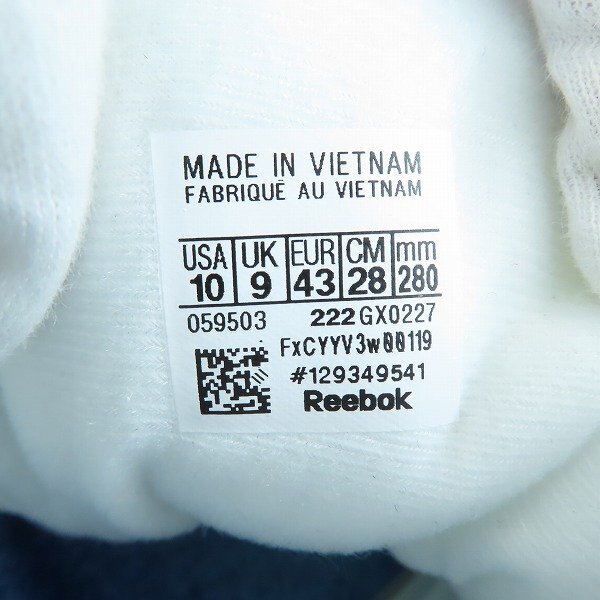 MADE IN VIETNAM
FABRIQUÉ AU VIETNAM
USA UK EUR CM mm
10 9 43 28 280
059503 222 GX0227
FxCYYV3w00119
#129349541
Reebok